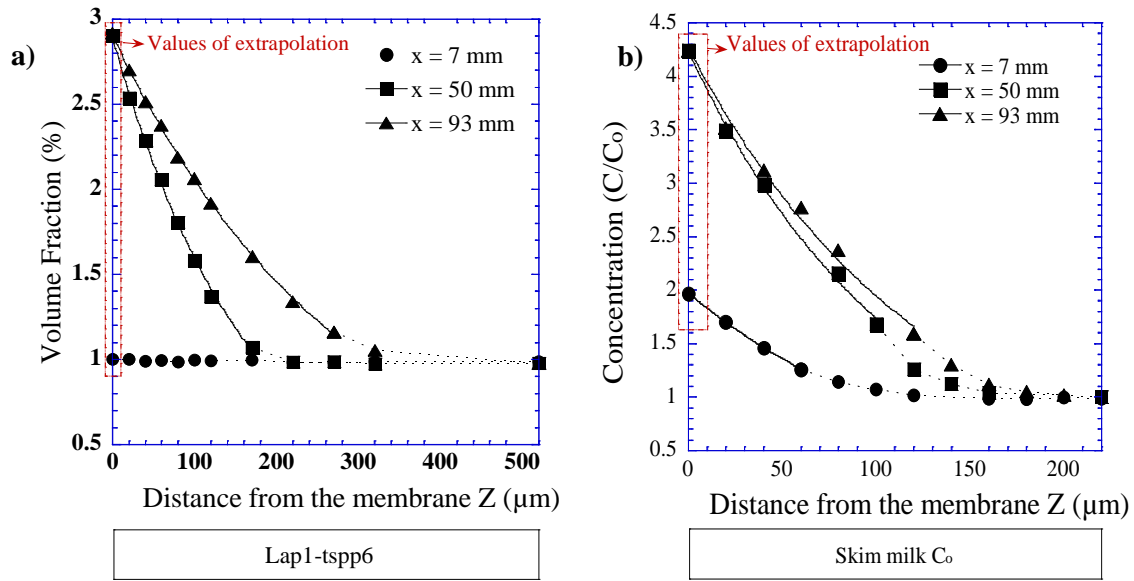 a)
Values of extrapolation
x = 7 mm
x = 50 mm
x = 93 mm
Volume Fraction (%)
3
2.5
2
1.5
1
0.5
0 100 200 300 400 500
Distance from the membrane Z (µm)
Lap1-tspp6
b)
Values of extrapolation
x = 7 mm
x = 50 mm
x = 93 mm
Concentration (C/Co)
4.5
4
3.5
3
2.5
2
1.5
1
0.5
0 50 100 150 200
Distance from the membrane Z (µm)
Skim milk Co